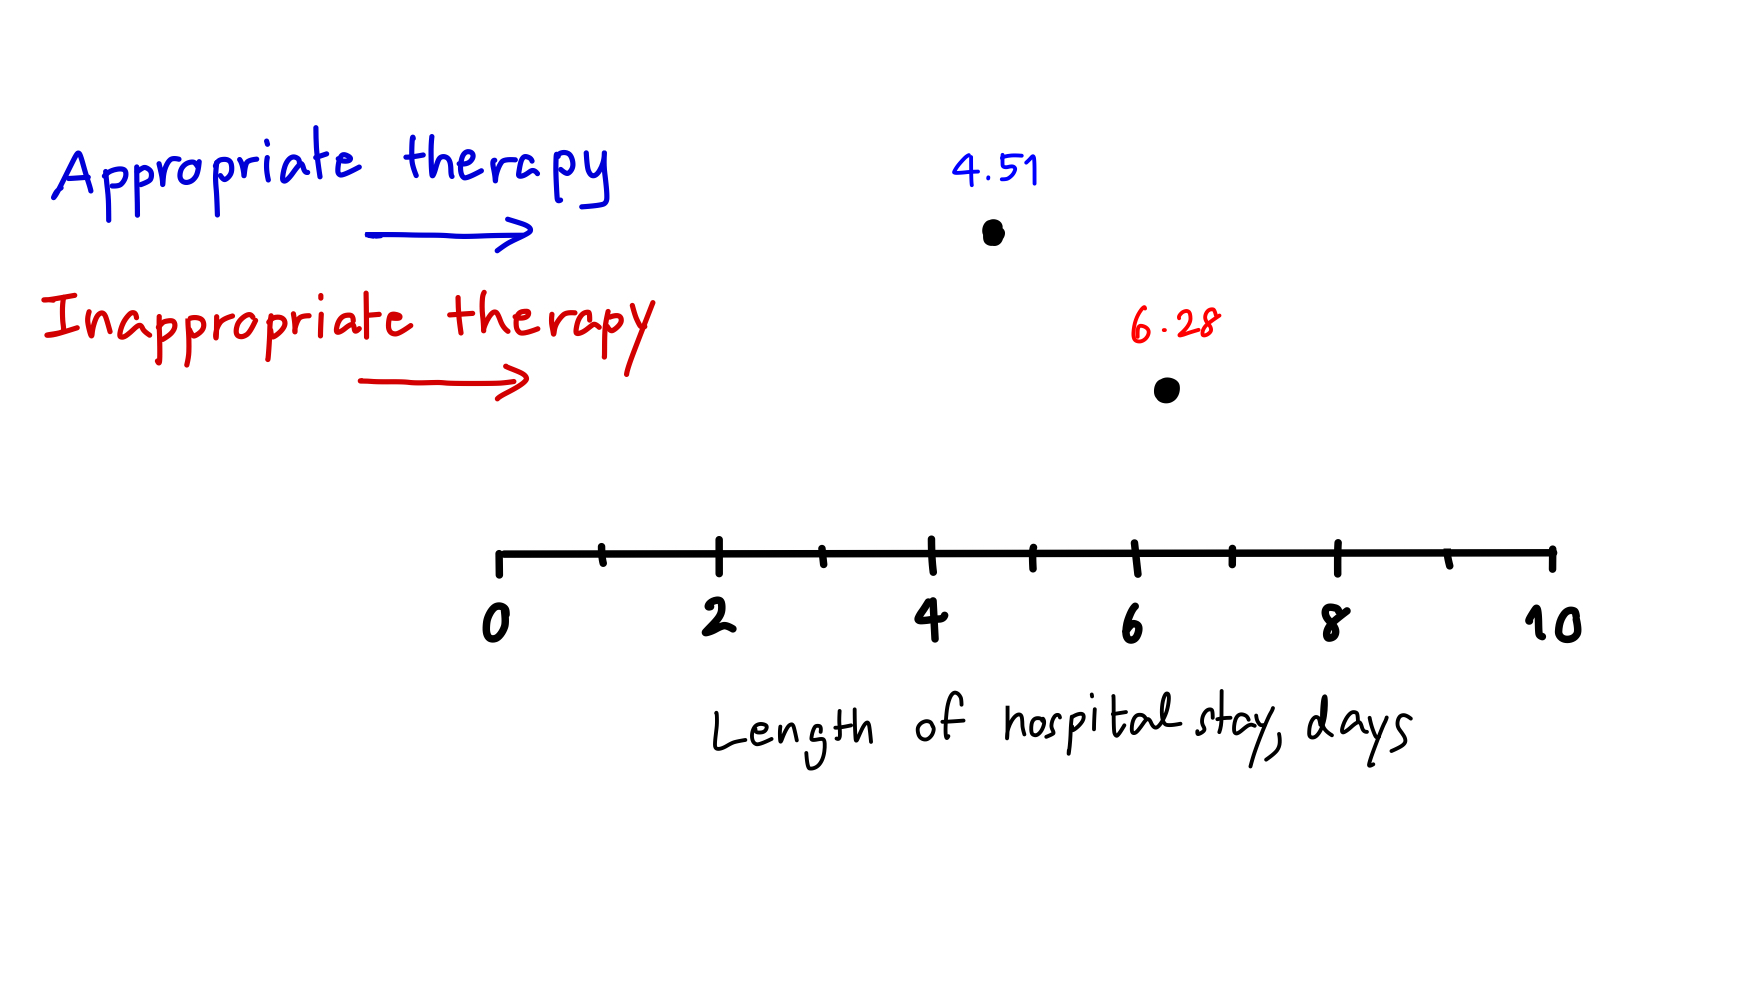 Appropriate therapy
4.51
Inappropriate therapy
6.28
0 2 4 6 8 10
Length of hospital stay, days